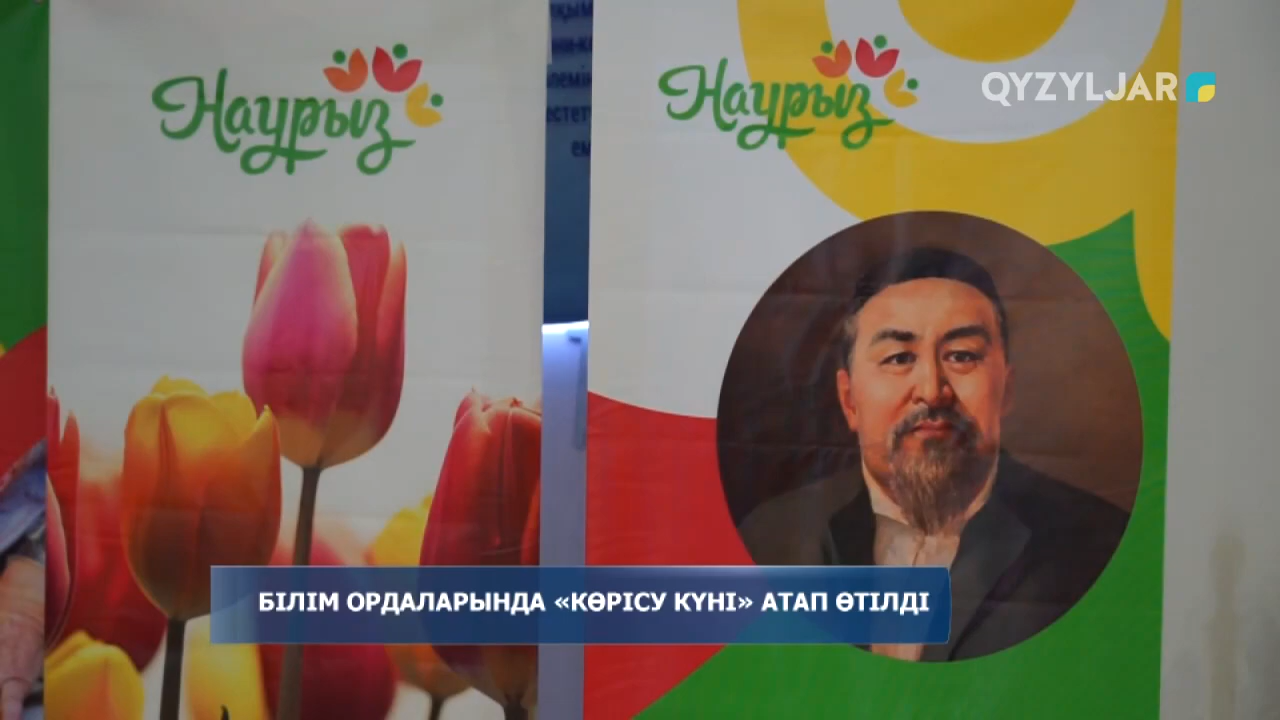 Наурыз
Наурыз
QYZYLJAR
БІЛІМ ОРДАЛАРЫНДА «КӨРІСУ КҮНІ» АТАП ӨТІЛДІ